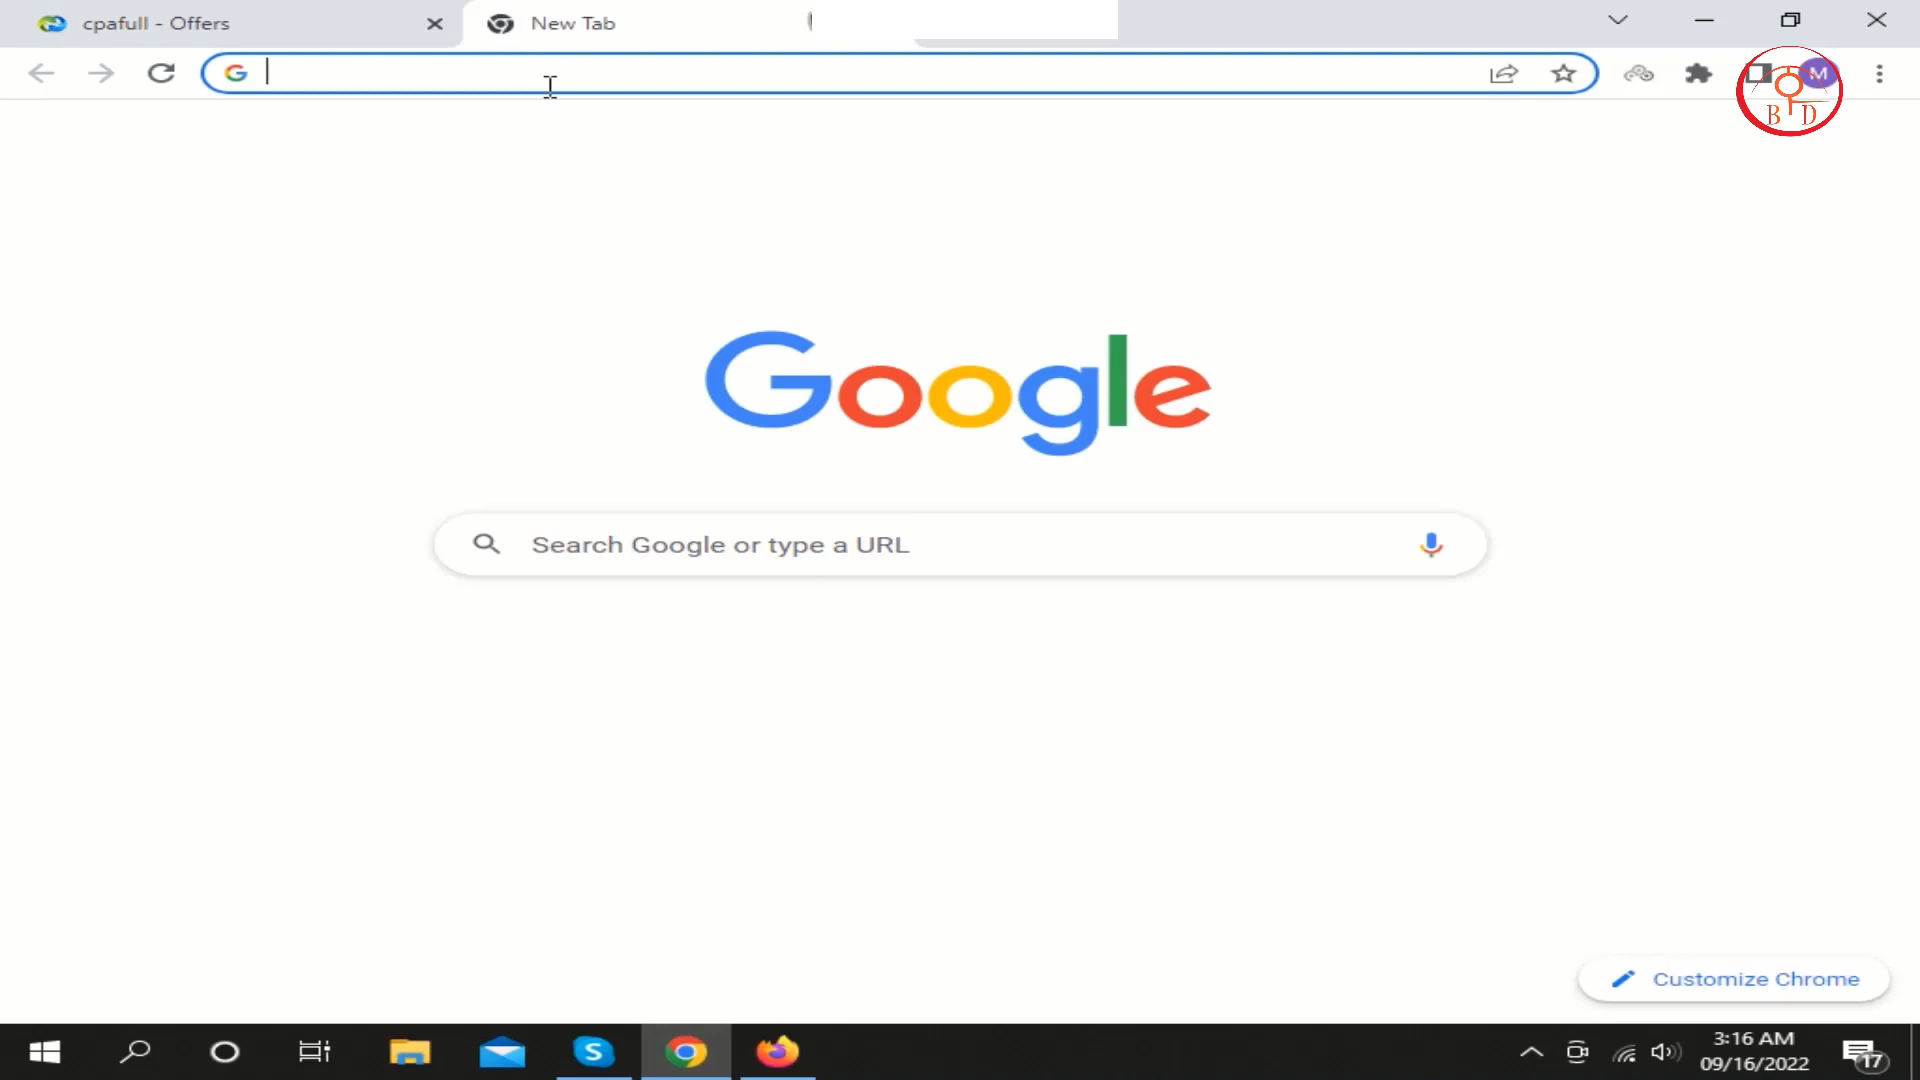 cpafull - Offers
New Tab
M
B D
Google
Search Google or type a URL
Customize Chrome
3:16 AM
09/16/2022
17